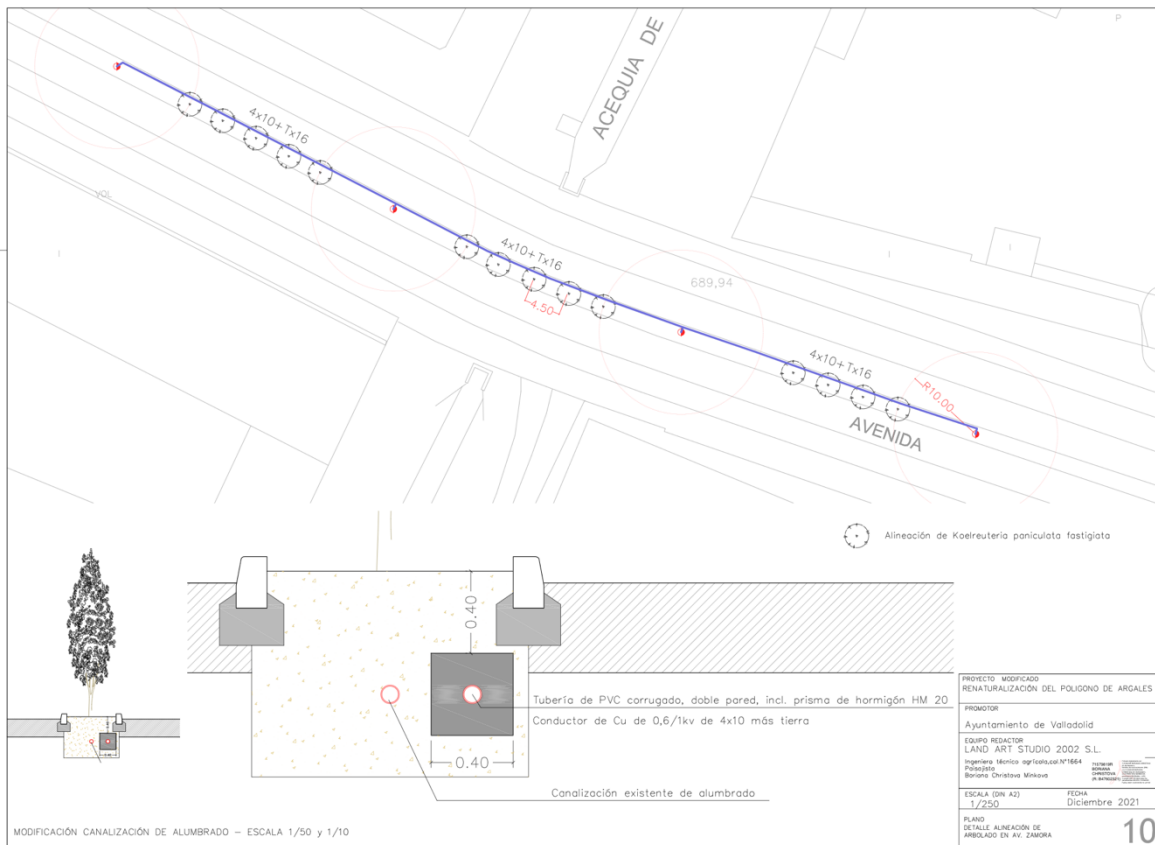 P
ACEQUIA DE
4x10+Tx16
VOL
4x10+Tx16
689,94
4.50
4x10+Tx16
R10.00
AVENIDA
Alineación de Koelreuteria paniculata fastigiata
0.40
Tubería de PVC corrugado, doble pared, incl. prisma de hormigón HM 20
Conductor de Cu de 0,6/1kv de 4x10 más tierra
0.40
Canalización existente de alumbrado
MODIFICACIÓN CANALIZACIÓN DE ALUMBRADO – ESCALA 1/50 y 1/10
PROYECTO MODIFICADO
RENATURALIZACIÓN DEL POLIGONO DE ARGALES
PROMOTOR
Ayuntamiento de Valladolid
EQUIPO REDACTOR
LAND ART STUDIO 2002 S.L.
Ingeniera técnico agrícola,col.Nº1664
Paisajista
Boriana Christova Minkova
ESCALA (DIN A2)
1/250
FECHA
Diciembre 2021
PLANO
DETALLE ALINEACIÓN DE
ARBOLADO EN AV. ZAMORA
10